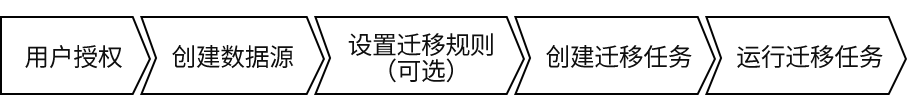 用户授权
创建数据源
设置迁移规则
（可选）
创建迁移任务
运行迁移任务